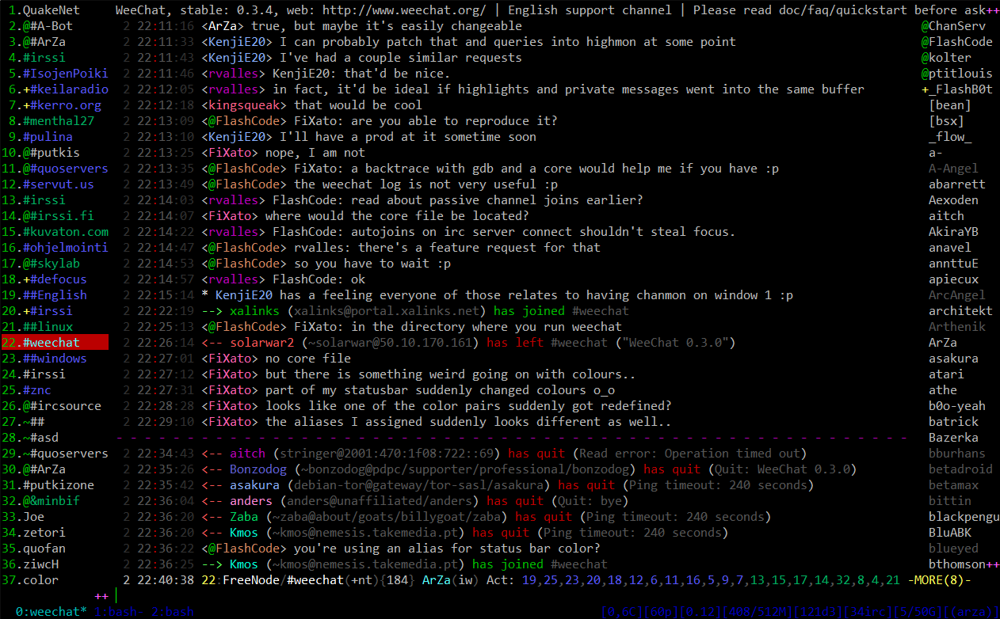 1.QuakeNet WeeChat, stable: 0.3.4, web: http://www.weechat.org/ | English support channel | Please read doc/faq/quickstart before ask++
2.@#A-Bot 2 22:11:16 <ArZa> true, but maybe it's easily changeable @ChanServ
3.@#ArZa 2 22:11:33 <KenjiE20> I can probably patch that and queries into highmon at some point @FlashCode
4.#irssi 2 22:11:43 <KenjiE20> I've had a couple similar requests @kolter
5.#IsojenPoiki 2 22:11:46 <rvalles> KenjiE20: that'd be nice. @ptitlouis
6.+#keilaradio 2 22:12:05 <rvalles> in fact, it'd be ideal if highlights and private messages went into the same buffer +_FlashB0t
7.+#kerro.org 2 22:12:18 <kingsqueak> that would be cool [bean]
8.#menthal27 2 22:13:09 <@FlashCode> FiXato: are you able to reproduce it? [bsx]
9.#pulina 2 22:13:10 <KenjiE20> I'll have a prod at it sometime soon _flow_
10.@#putkis 2 22:13:25 <FiXato> nope, I am not a-
11.@#quoservers 2 22:13:35 <@FlashCode> FiXato: a backtrace with gdb and a core would help me if you have :p A-Angel
12.#servut.us 2 22:13:49 <@FlashCode> the weechat log is not very useful :p abarrett
13.#irssi 2 22:14:03 <rvalles> FlashCode: read about passive channel joins earlier? Aexoden
14.@#irssi.fi 2 22:14:07 <FiXato> where would the core file be located? aitch
15.#kuvaton.com 2 22:14:22 <rvalles> FlashCode: autojoins on irc server connect shouldn't steal focus. AkiraYB
16.#ohjelmointi 2 22:14:47 <@FlashCode> rvalles: there's a feature request for that anavel
17.@#skylab 2 22:14:53 <@FlashCode> so you have to wait :p annttuE
18.+#defocus 2 22:14:57 <rvalles> FlashCode: ok apiecux
19.##English 2 22:15:14 * KenjiE20 has a feeling everyone of those relates to having chanmon on window 1 :p ArcAngel
20.+#irssi 2 22:22:23 --> xalinks (xalinks@portal.xalinks.net) has joined #weechat architekt
21.##linux 2 22:25:13 <@FlashCode> FiXato: in the directory where you run weechat Arthenik
22.#weechat 2 22:26:14 <-- solarwar2 (~solarwar@50.10.170.161) has left #weechat ("WeeChat 0.3.0") ArZa
23.##windows 2 22:27:01 <FiXato> no core file asakura
24.#irssi 2 22:27:12 <FiXato> but there is something weird going on with colours.. atari
25.#znc 2 22:27:31 <FiXato> part of my statusbar suddenly changed colours o_o athe
26.@#ircsource 2 22:28:28 <FiXato> looks like one of the color pairs suddenly got redefined? b0o-yeah
27.~## 2 22:29:10 <FiXato> the aliases I assigned suddenly looks different as well.. batrick
28.~#asd - - - - - - - - - - - - - - - - - - - - - - - - - - - - - - - - - - - - - - - - - - - - - - - - - - - - - - - - Bazerka
29.~#quoservers 2 22:34:43 <-- aitch (stringer@2001:470:1f08:722::69) has quit (Read error: Operation timed out) bburhans
30.@#ArZa 2 22:35:26 <-- Bonzodog (~bonzodog@pdpc/supporter/professional/benzodog) has quit (Quit: WeeChat 0.3.0) betadroid
31.#putkizone 2 22:35:42 <-- asakura (debian-tor@gateway/tor-sasl/asakura) has quit (Ping timeout: 240 seconds) betamax
32.@&minbif 2 22:36:04 <-- anders (anders@unaffiliated/anders) has quit (Quit: bye) bittin
33.Joe 2 22:36:20 <-- Zaba (~zaba@about/goats/billygoat/zaba) has quit (Ping timeout: 240 seconds) blackpengu
34.zetori 2 22:36:20 <-- Kmos (~kmos@nemesis.takemedia.pt) has quit (Ping timeout: 240 seconds) BluABK
35.quofan 2 22:36:22 <@FlashCode> you're using an alias for status bar color? blueyed
36.ziwcH 2 22:36:25 --> Kmos (~kmos@nemesis.takemedia.pt) has joined #weechat bthomson++
37.color 2 22:40:38 22:FreeNode/#weechat(+nt){184} ArZa(iw) Act: 19,25,23,20,18,12,6,11,16,5,9,7,13,15,17,14,32,8,4,21 -MORE(8)-
++
0:weechat* 1:bash- 2:bash [0,6C][60p][0.12][408/512M][121d3][34irc][5/50G][(arza)]